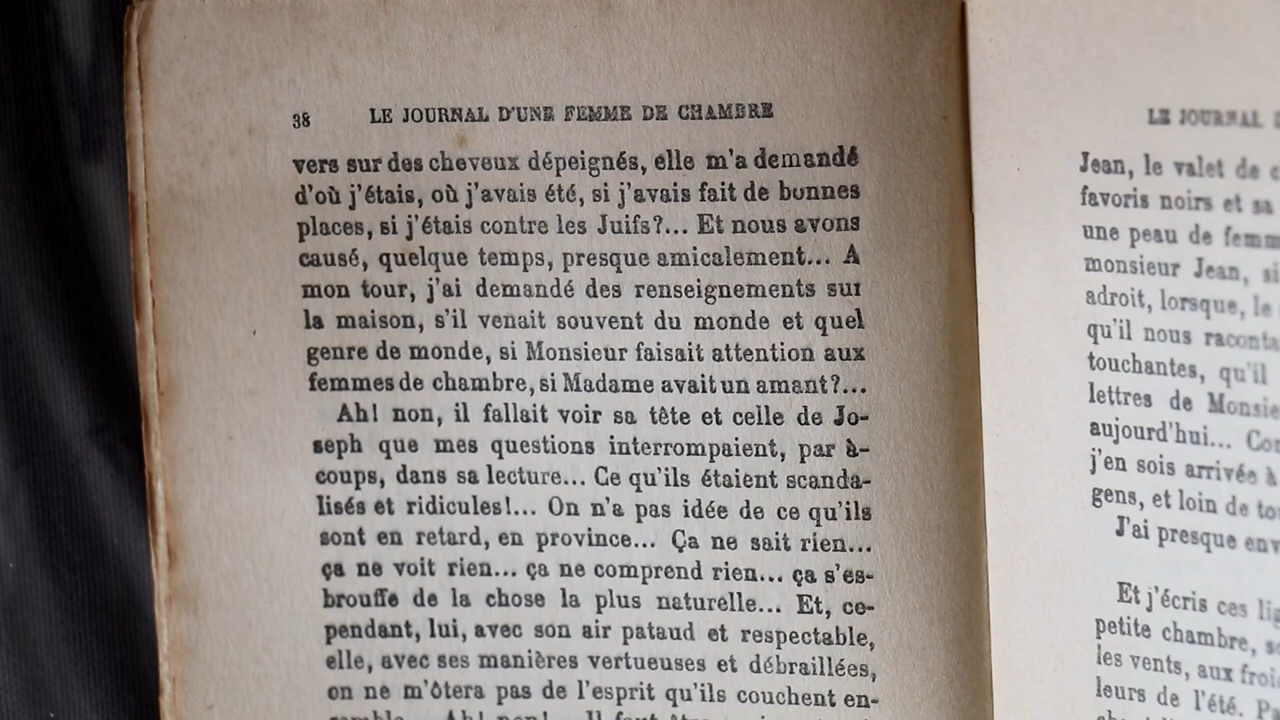 38 LE JOURNAL D'UNE FEMME DE CHAMBRE
vers sur des cheveux dépeignés, elle m'a demandé
d'où j'étais, où j'avais été, si j'avais fait de bonnes
places, si j'étais contre les Juifs?... Et nous avons
causé, quelque temps, presque amicalement... A
mon tour, j'ai demandé des renseignements sur
la maison, s'il venait souvent du monde et quel
genre de monde, si Monsieur faisait attention aux
femmes de chambre, si Madame avait un amant?...
Ah! non, il fallait voir sa tête et celle de Jo-
seph que mes questions interrompaient, par à-
coups, dans sa lecture... Ce qu'ils étaient scanda-
lisés et ridicules!... On n'a pas idée de ce qu'ils
sont en retard, en province... Ça ne sait rien...
ça ne voit rien... ça ne comprend rien... ça s'es-
brouffe de la chose la plus naturelle... Et, ce-
pendant, lui, avec son air pataud et respectable,
elle, avec ses manières vertueuses et débraillées,
on ne m'ôtera pas de l'esprit qu'ils couchent en-
LE JOURNAL
Jean, le valet de
favoris noirs et sa
une peau de
monsieur Jean,
adroit, lorsque, le
qu'il nous
touchantes, qu'il
lettres de
aujourd'hui...
j'en sois arrivée à
gens, et loin de
J'ai presque
Et j'écris ces
petite chambre,
les vents, aux
leurs de l'été.